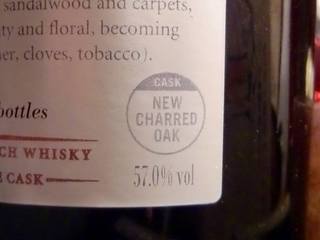 sandalwood and carpets,
ty and floral, becoming
er, cloves, tobacco).
bottles
CASK
NEW
CHARRED
OAK
CH WHISKY
CASK
57.0% vol